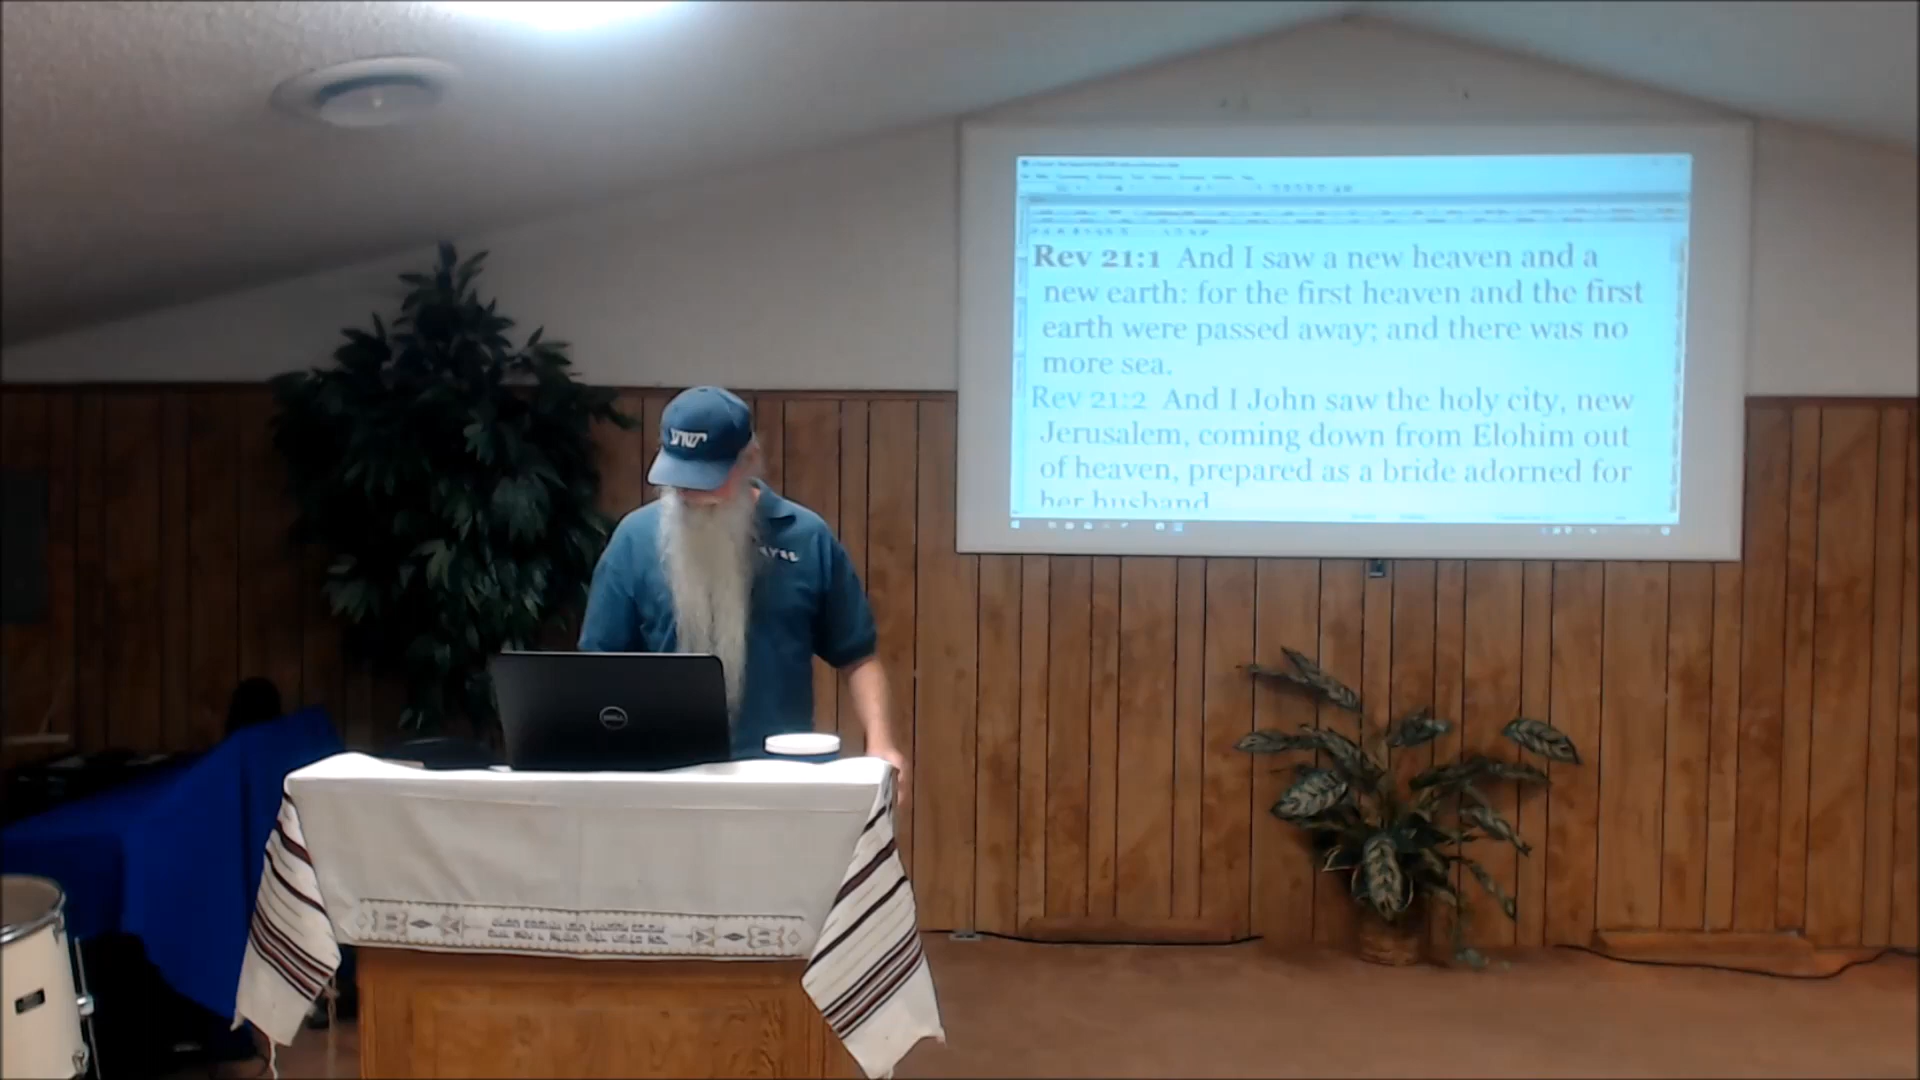 Rev 21:1 And I saw a new heaven and a
new earth: for the first heaven and the first
earth were passed away; and there was no
more sea.
Rev 21:2 And I John saw the holy city, new
Jerusalem, coming down from Elohim out
of heaven, prepared as a bride adorned for
her husband
DELL